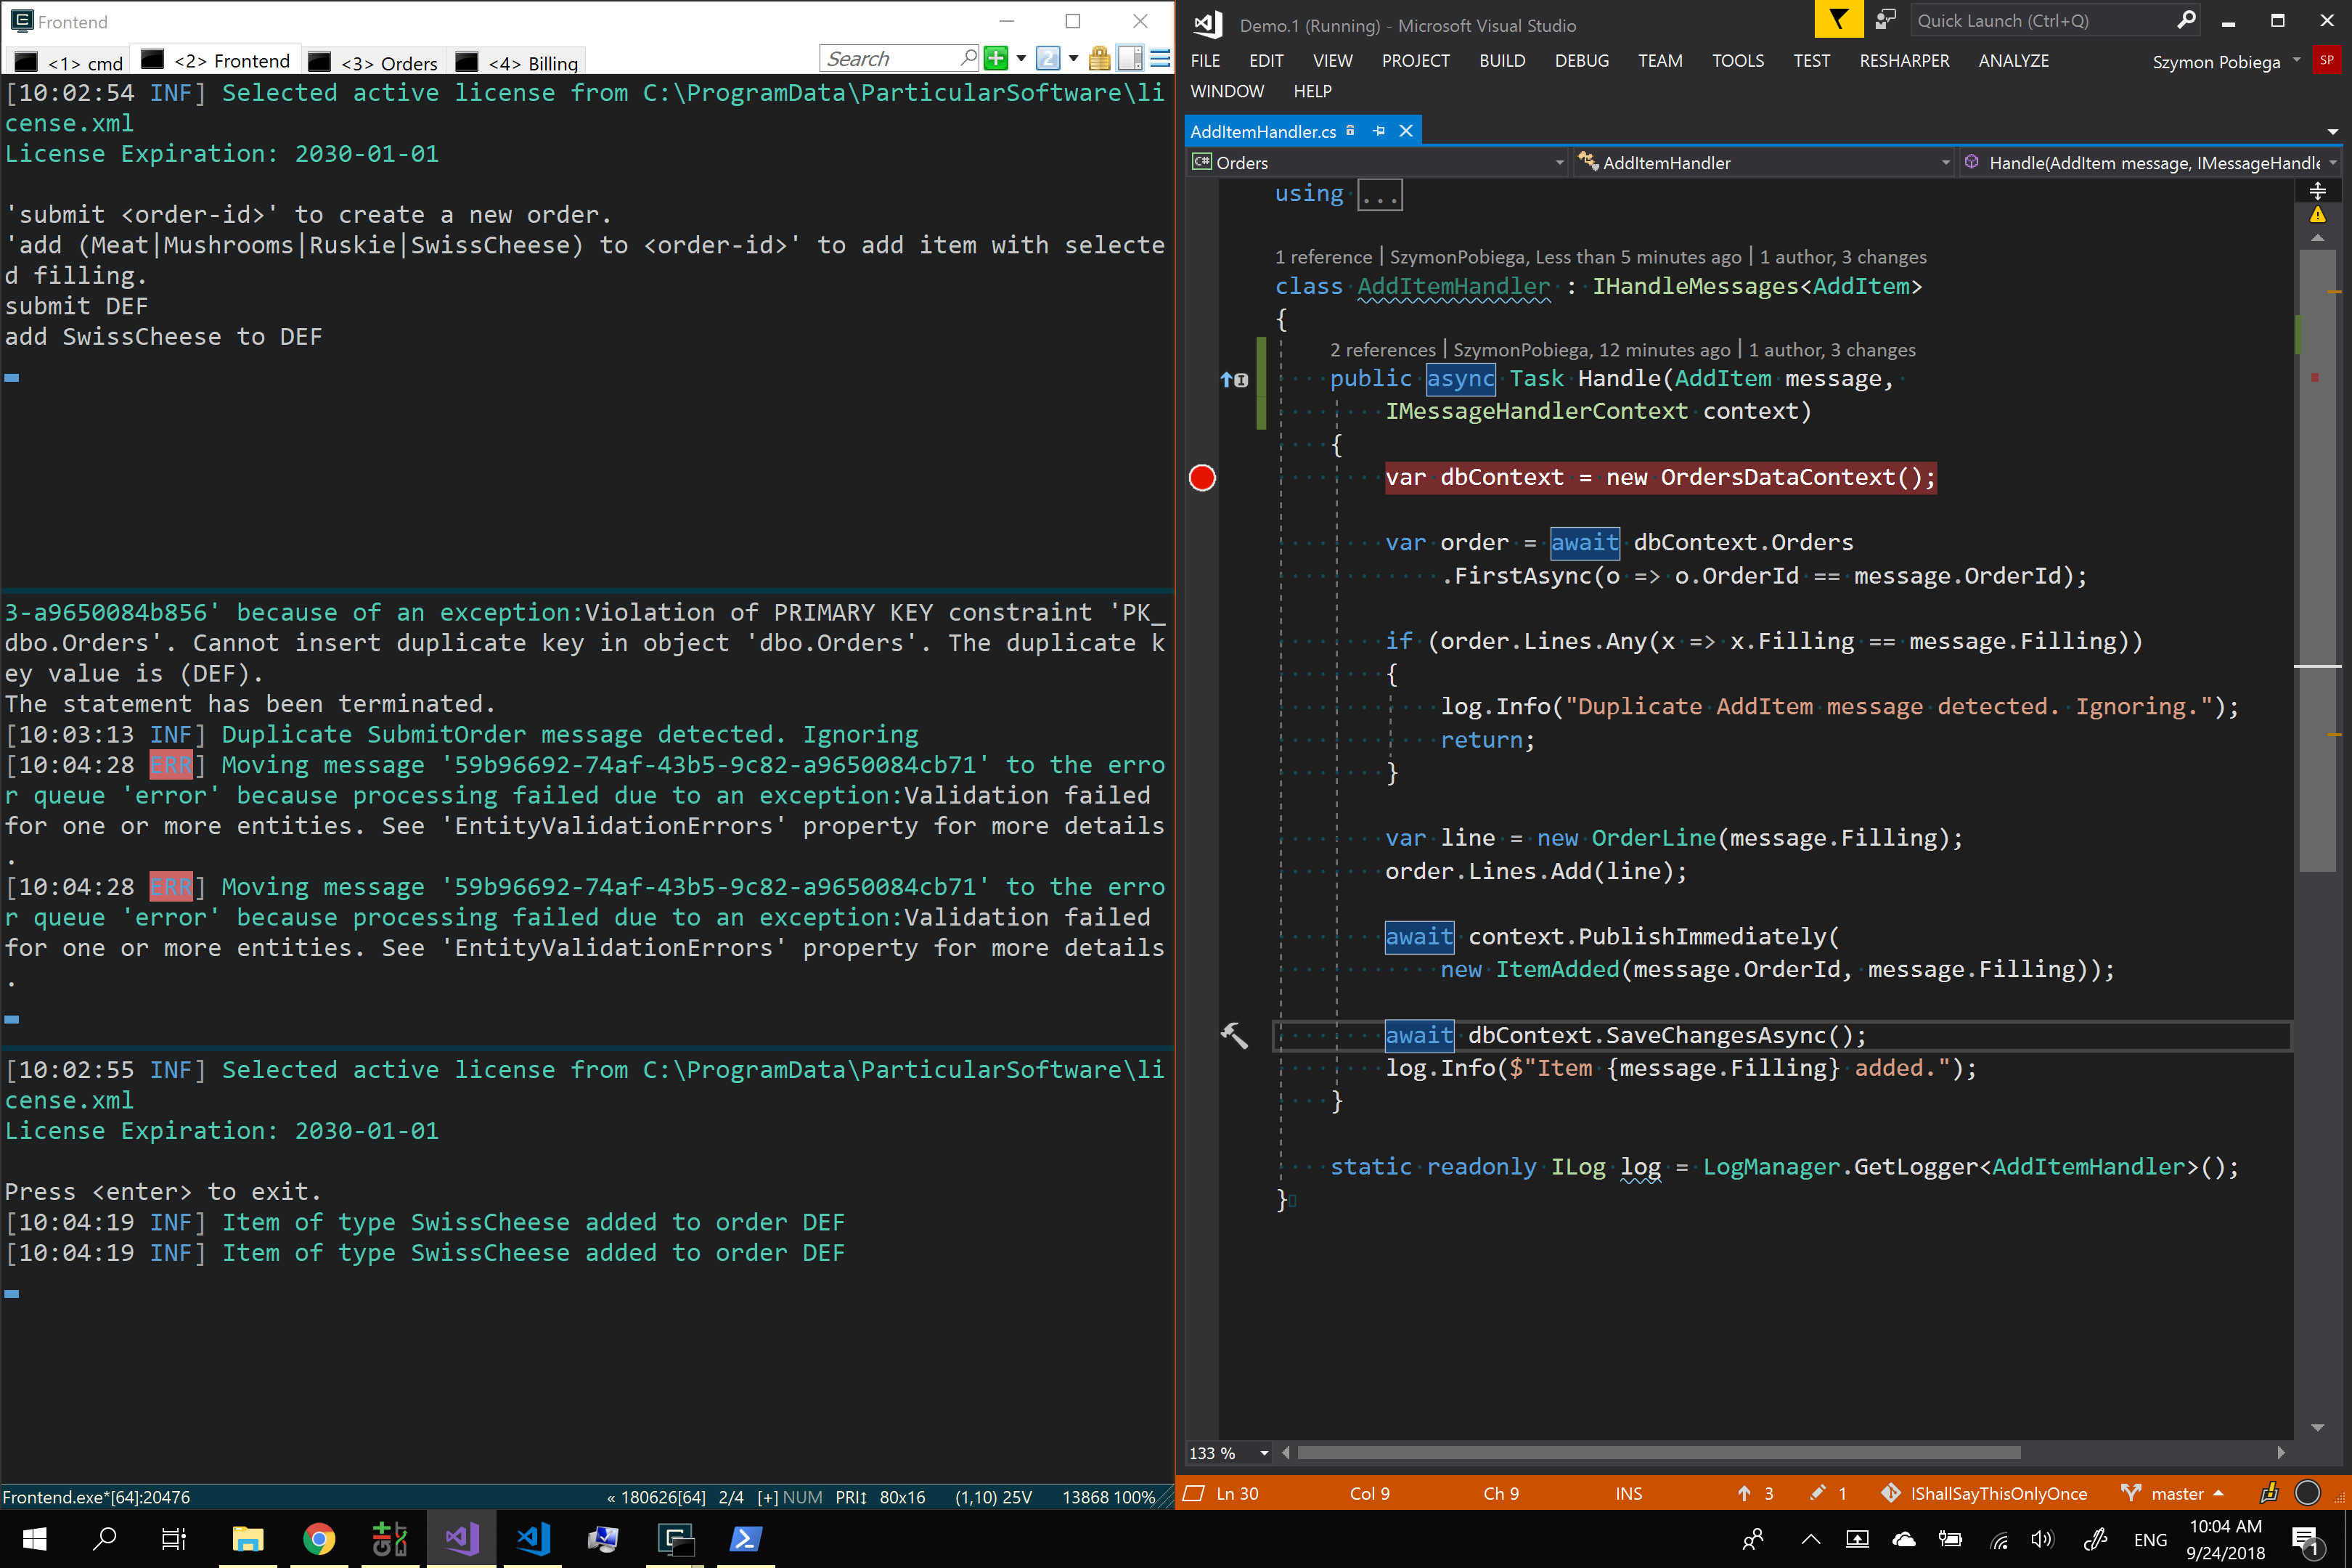 Frontend
<1> cmd
<2> Frontend
<3> Orders
<4> Billing
Search
2
[10:02:54 INF] Selected active license from C:\ProgramData\ParticularSoftware\li
cense.xml
License Expiration: 2030-01-01
'submit <order-id>' to create a new order.
'add (Meat|Mushrooms|Ruskie|SwissCheese) to <order-id>' to add item with selecte
d filling.
submit DEF
add SwissCheese to DEF
3-a9650084b856' because of an exception:Violation of PRIMARY KEY constraint 'PK_
dbo.Orders'. Cannot insert duplicate key in object 'dbo.Orders'. The duplicate k
ey value is (DEF).
The statement has been terminated.
[10:03:13 INF] Duplicate SubmitOrder message detected. Ignoring
[10:04:28 ERR] Moving message '59b96692-74af-43b5-9c82-a9650084cb71' to the erro
r queue 'error' because processing failed due to an exception:Validation failed
for one or more entities. See 'EntityValidationErrors' property for more details
.
[10:04:28 ERR] Moving message '59b96692-74af-43b5-9c82-a9650084cb71' to the erro
r queue 'error' because processing failed due to an exception:Validation failed
for one or more entities. See 'EntityValidationErrors' property for more details
.
[10:02:55 INF] Selected active license from C:\ProgramData\ParticularSoftware\li
cense.xml
License Expiration: 2030-01-01
Press <enter> to exit.
[10:04:19 INF] Item of type SwissCheese added to order DEF
[10:04:19 INF] Item of type SwissCheese added to order DEF
Frontend.exe*[64]:20476
« 180626[64] 2/4 [+] NUM PRI↕ 80x16 (1,10) 25V 13868 100%
Demo.1 (Running) - Microsoft Visual Studio
Quick Launch (Ctrl+Q)
FILE EDIT VIEW PROJECT BUILD DEBUG TEAM TOOLS TEST RESHARPER ANALYZE
Szymon Pobiega
SP
WINDOW HELP
AddItemHandler.cs
C# Orders
AddItemHandler
Handle(AddItem message, IMessageHandle
using ...
1 reference | SzymonPobiega, Less than 5 minutes ago | 1 author, 3 changes
class AddItemHandler : IHandleMessages<AddItem>
{
2 references | SzymonPobiega, 12 minutes ago | 1 author, 3 changes
public async Task Handle(AddItem message,
IMessageHandlerContext context)
{
var dbContext = new OrdersDataContext();
var order = await dbContext.Orders
.FirstAsync(o => o.OrderId == message.OrderId);
if (order.Lines.Any(x => x.Filling == message.Filling))
{
log.Info("Duplicate AddItem message detected. Ignoring.");
return;
}
var line = new OrderLine(message.Filling);
order.Lines.Add(line);
await context.PublishImmediately(
new ItemAdded(message.OrderId, message.Filling));
await dbContext.SaveChangesAsync();
log.Info($"Item {message.Filling} added.");
}
static readonly ILog log = LogManager.GetLogger<AddItemHandler>();
}
133 %
Ln 30 Col 9 Ch 9 INS 3 1 IShallSayThisOnlyOnce master
ENG
10:04 AM
9/24/2018
1